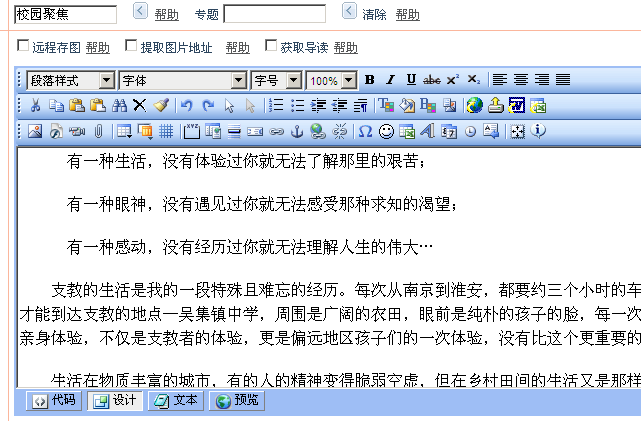 校园聚焦 帮助 专题 清除 帮助
远程存图 帮助 提取图片地址 帮助 获取导读 帮助
段落样式 字体 字号 100% B I U abc x² x₂
有一种生活，没有体验过你就无法了解那里的艰苦；
有一种眼神，没有遇见过你就无法感受那种求知的渴望；
有一种感动，没有经历过你就无法理解人生的伟大…
支教的生活是我的一段特殊且难忘的经历。每次从南京到淮安，都要约三个小时的车
才能到达支教的地点—吴集镇中学，周围是广阔的农田，眼前是纯朴的孩子的脸，每一次
亲身体验，不仅是支教者的体验，更是偏远地区孩子们的一次体验，没有比这个更重要的
生活在物质丰富的城市，有的人的精神变得脆弱空虚，但在乡村田间的生活又是那样
代码 设计 文本 预览